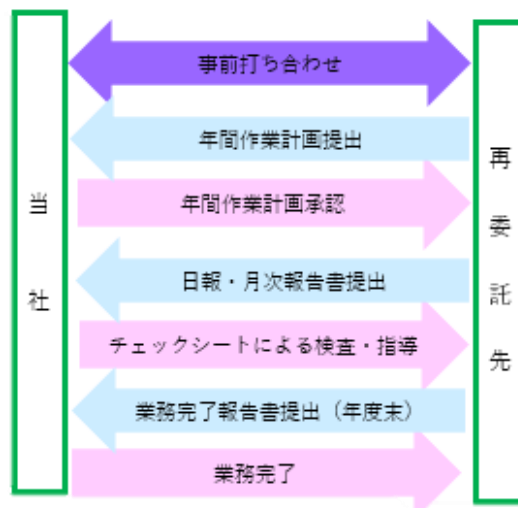 当社
事前打ち合わせ
年間作業計画提出
年間作業計画承認
日報・月次報告書提出
チェックシートによる検査・指導
業務完了報告書提出（年度末）
業務完了
再委託先